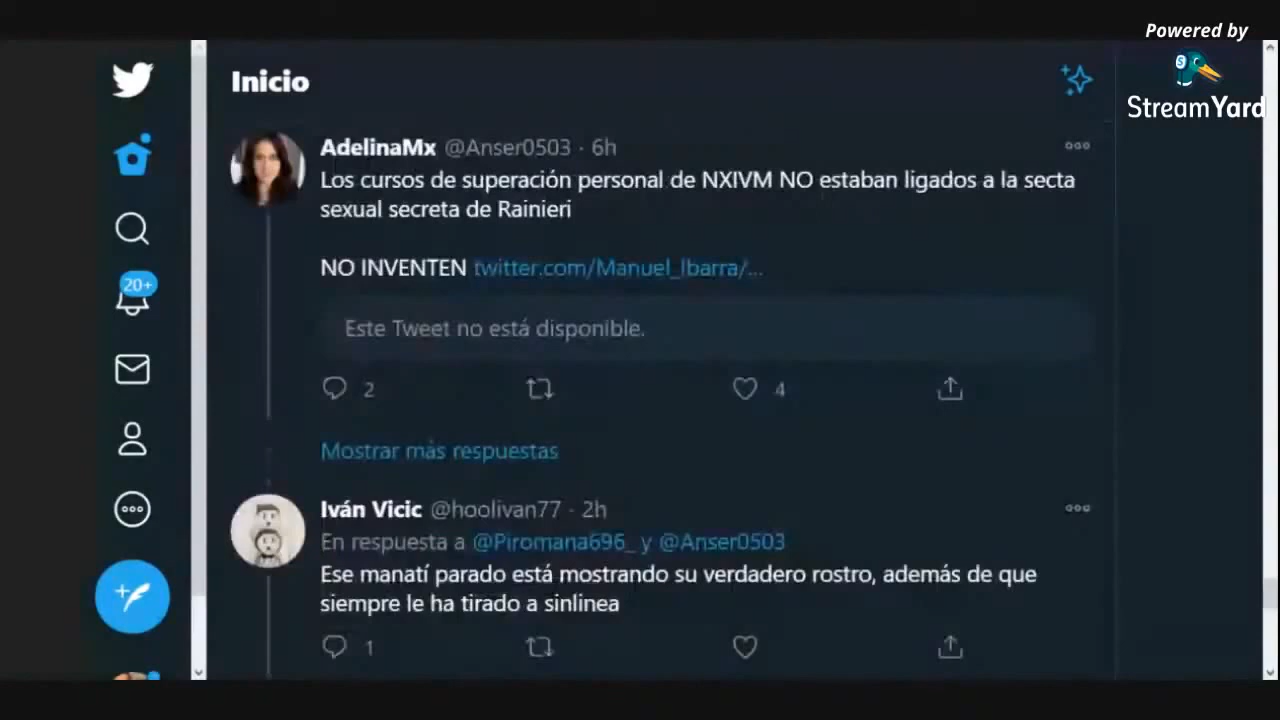 Powered by
StreamYard
Inicio
AdelinaMx @Anser0503 · 6h
Los cursos de superación personal de NXIVM NO estaban ligados a la secta
sexual secreta de Rainieri
NO INVENTEN twitter.com/Manuel_Ibarra/...
Este Tweet no está disponible.
2
4
Mostrar más respuestas
20+
Iván Vicic @hoolivan77 · 2h
En respuesta a @Piromana696_ y @Anser0503
Ese manatí parado está mostrando su verdadero rostro, además de que
siempre le ha tirado a sinlinea
1